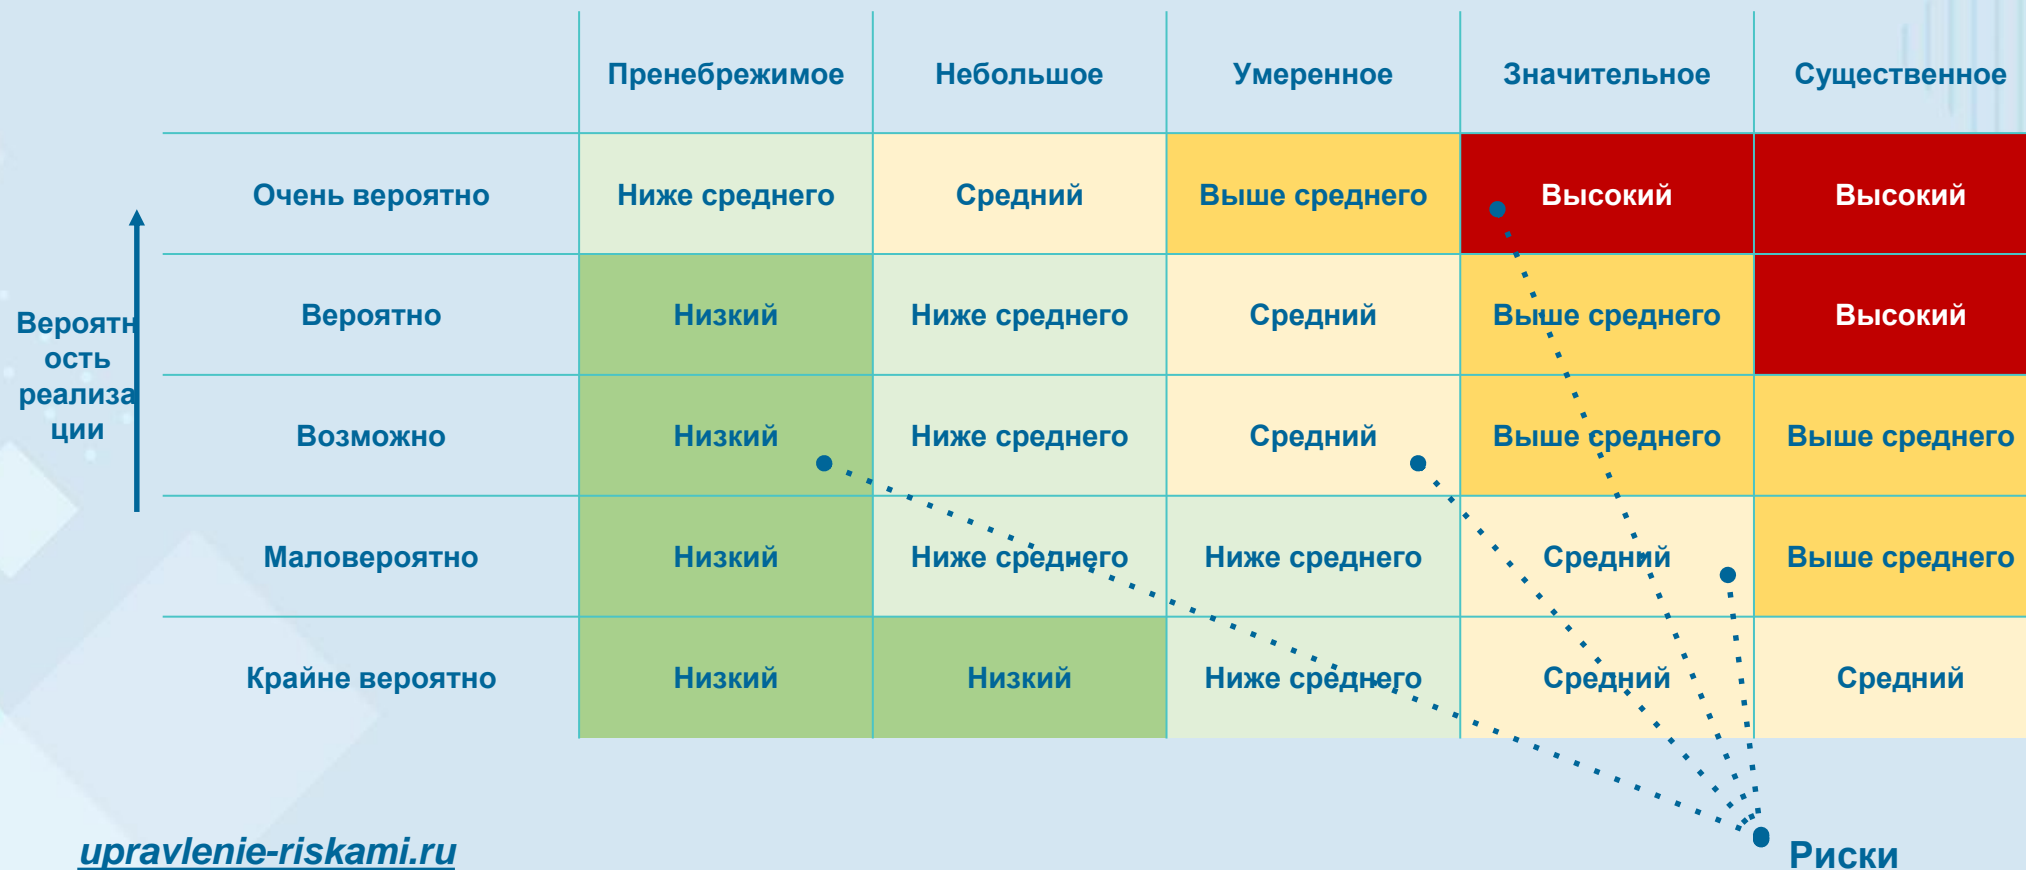 Пренебрежимое Небольшое Умеренное Значительное Существенное
Очень вероятно Ниже среднего Средний Выше среднего Высокий Высокий
Вероятно Низкий Ниже среднего Средний Выше среднего Высокий
Вероятн
ость
реализа
ции
Возможно Низкий Ниже среднего Средний Выше среднего Выше среднего
Маловероятно Низкий Ниже среднего Ниже среднего Средний Выше среднего
Крайне вероятно Низкий Низкий Ниже среднего Средний Средний
upravlenie-riskami.ru
Риски